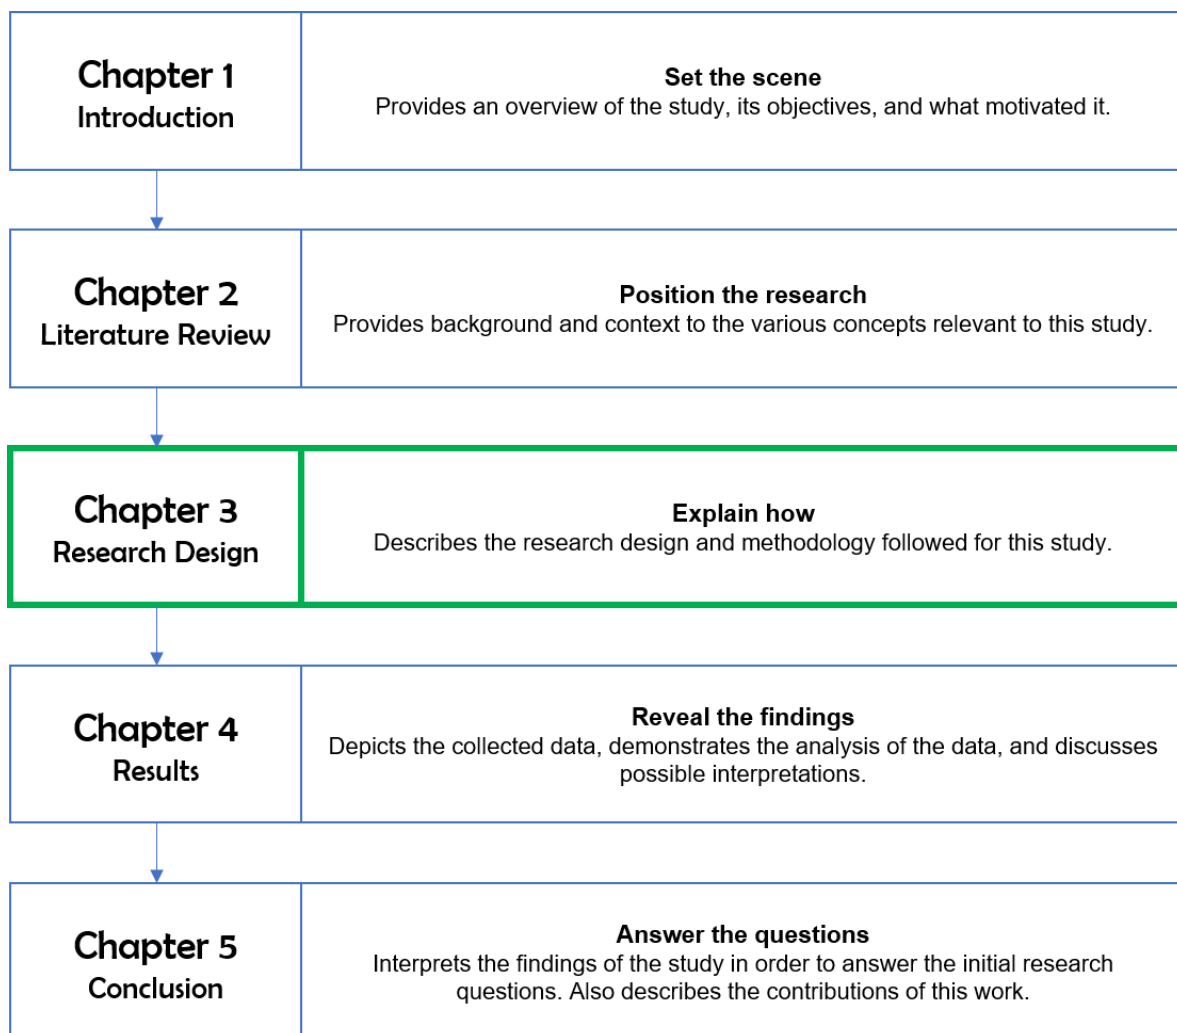 Chapter 1
Introduction
Set the scene
Provides an overview of the study, its objectives, and what motivated it.
Chapter 2
Literature Review
Position the research
Provides background and context to the various concepts relevant to this study.
Chapter 3
Research Design
Explain how
Describes the research design and methodology followed for this study.
Chapter 4
Results
Reveal the findings
Depicts the collected data, demonstrates the analysis of the data, and discusses
possible interpretations.
Chapter 5
Conclusion
Answer the questions
Interprets the findings of the study in order to answer the initial research
questions. Also describes the contributions of this work.